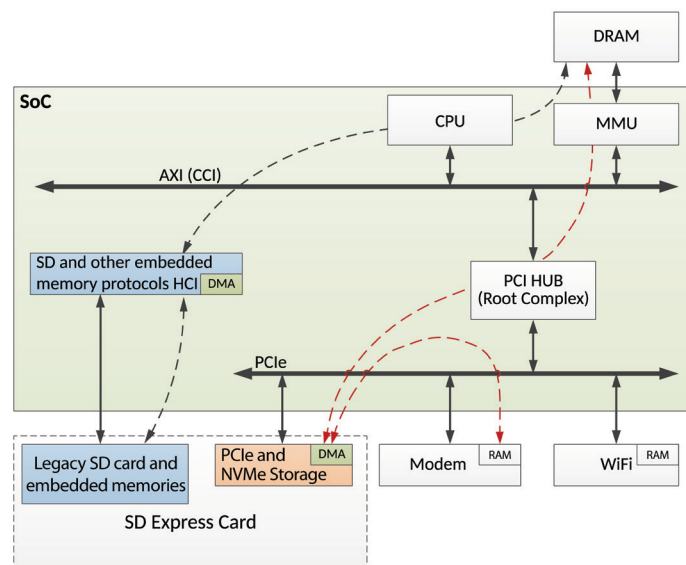 DRAM
SoC
CPU
MMU
AXI (CCI)
SD and other embedded
memory protocols HCI
DMA
PCI HUB
(Root Complex)
PCIe
Legacy SD card and
embedded memories
PCIe and
NVMe Storage
DMA
Modem
RAM
WiFi
RAM
SD Express Card